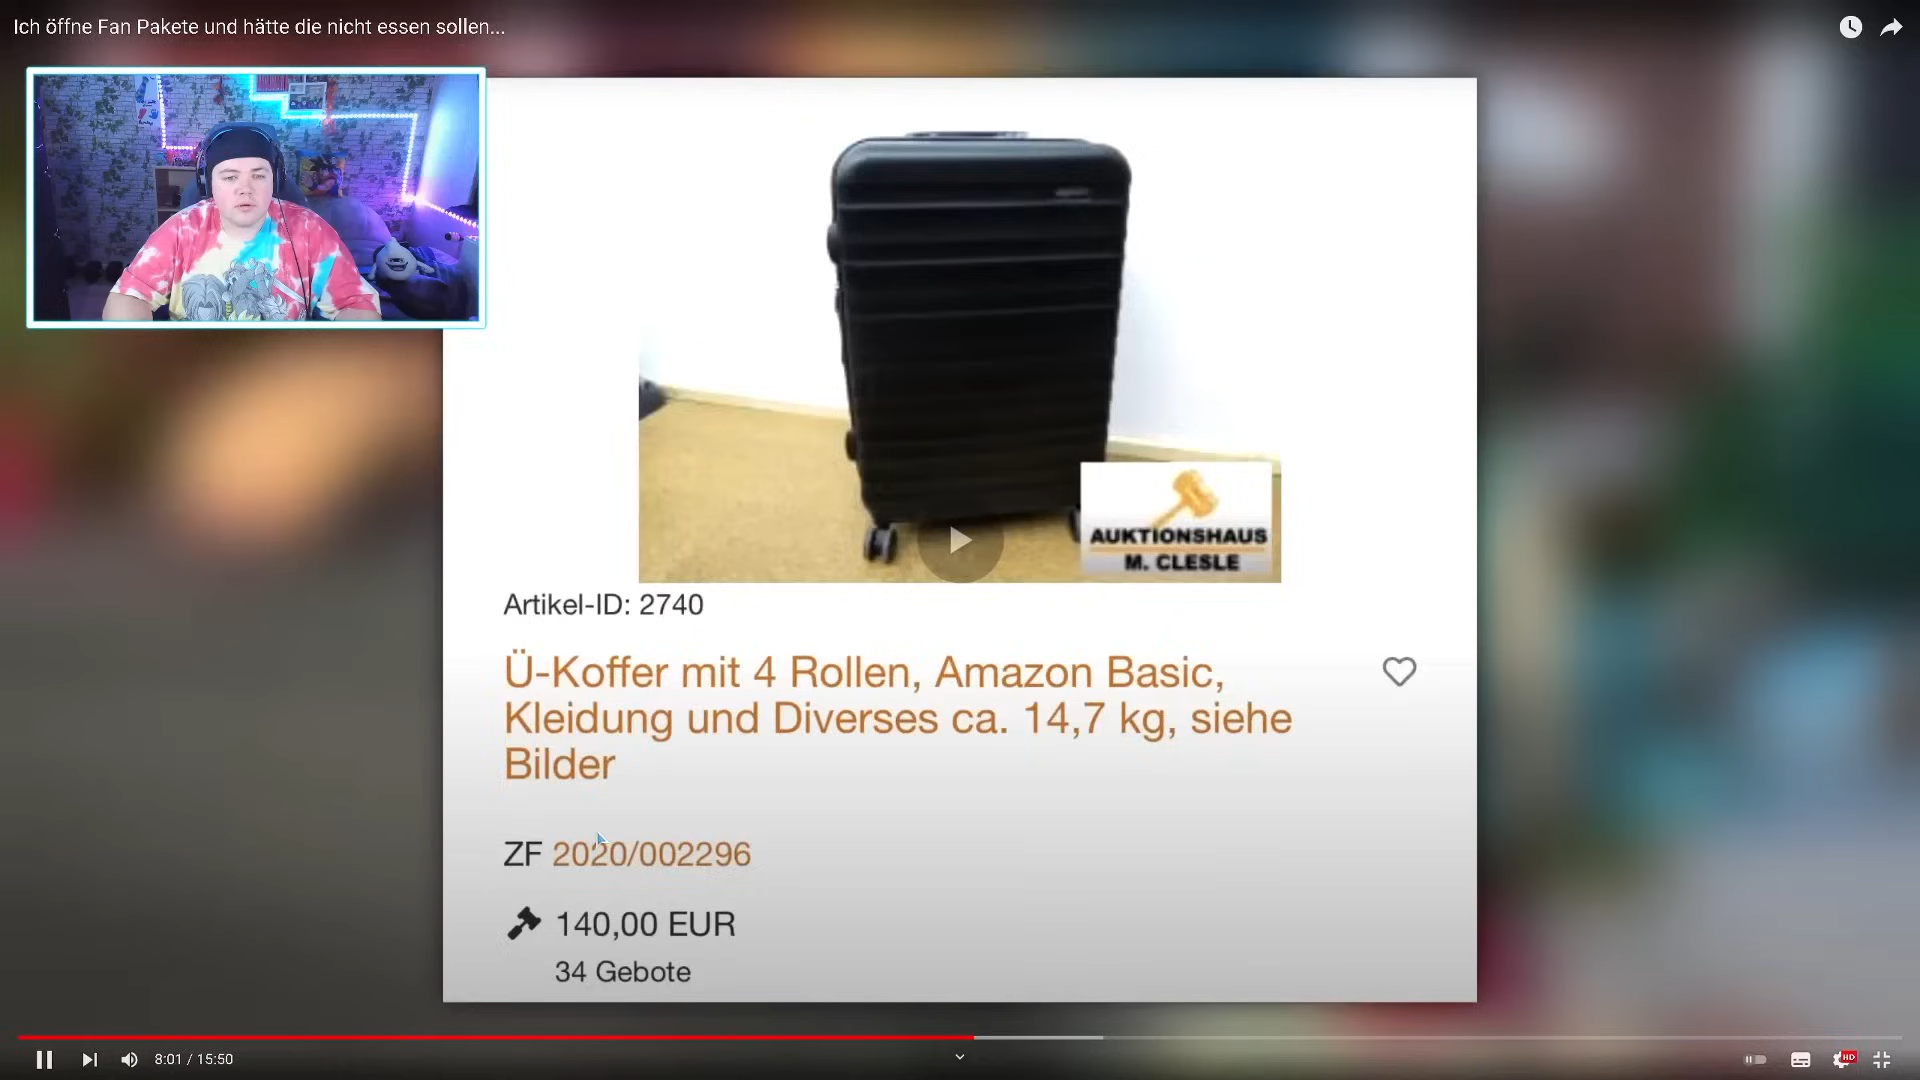 Ich öffne Fan Pakete und hätte die nicht essen sollen...
AUKTIONSHAUS
M. CLESLE
Artikel-ID: 2740
Ü-Koffer mit 4 Rollen, Amazon Basic,
Kleidung und Diverses ca. 14,7 kg, siehe
Bilder
ZF 2020/002296
140,00 EUR
34 Gebote
8:01 / 15:50
HD